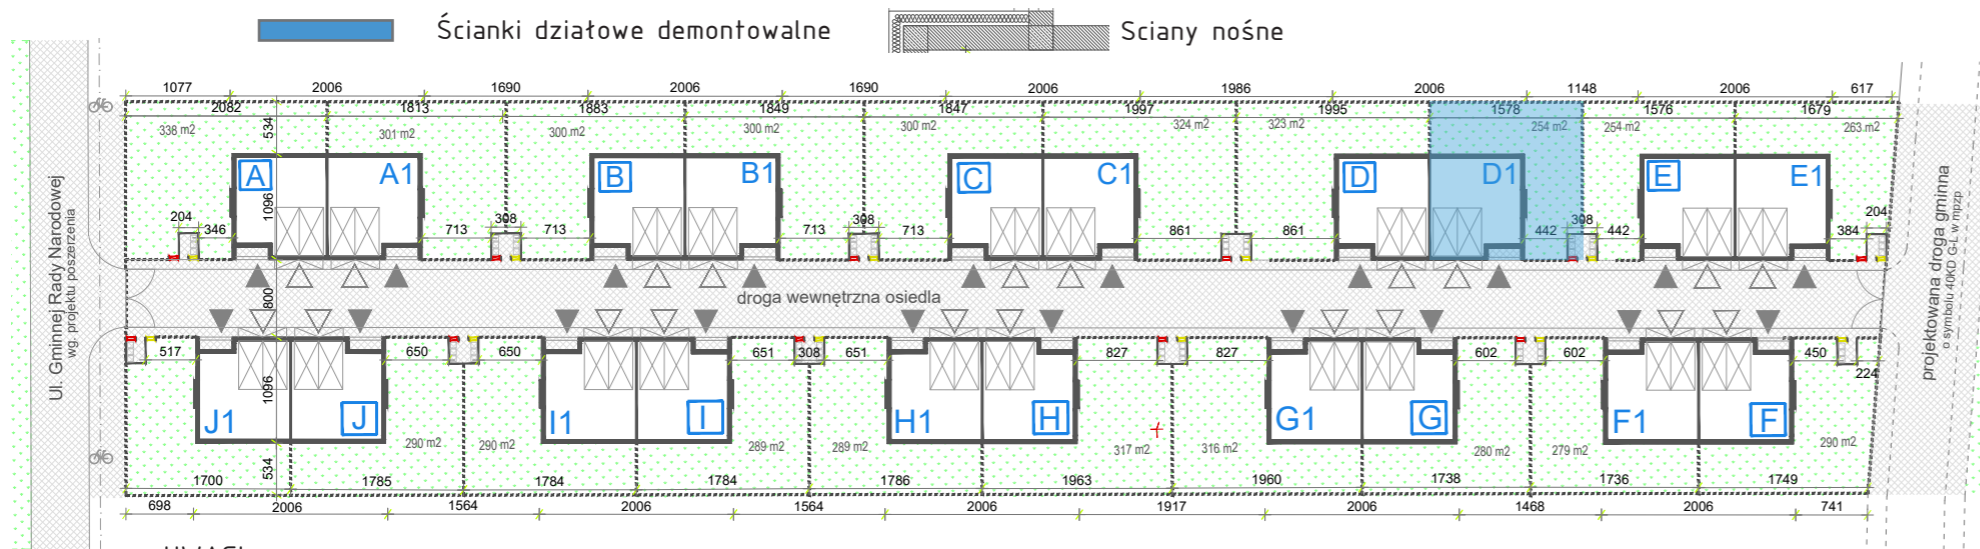 Ścianki działowe demontowalne
Sciany nośne
1077 2006 1690 2006 1690 2006 1986 2006 1148 2006 617
2082 1813 1883 1849 1847 1997 1995 1578 1576 1679
338 m2 301 m2 300 m2 300 m2 300 m2 324 m2 323 m2 254 m2 254 m2 263 m2
534
A A1 B B1 C C1 D D1 E E1
1096
204 346 713 308 713 713 308 713 861 861 442 308 442 384 204
Ul. Gminnej Rady Narodowej
wg. projektu poszerzenia
800
droga wewnętrzna osiedla
projektowana droga gminna
o symbolu 40KD G-L w mpzp
517 650 650 651 308 651 827 827 602 602 450 224
1096
J1 J I1 I H1 H G1 G F1 F
290 m2 290 m2 289 m2 289 m2 317 m2 316 m2 280 m2 279 m2 290 m2
534
1700 1785 1784 1784 1786 1963 1960 1738 1736 1749
698 2006 1564 2006 1564 2006 1917 2006 1468 2006 741